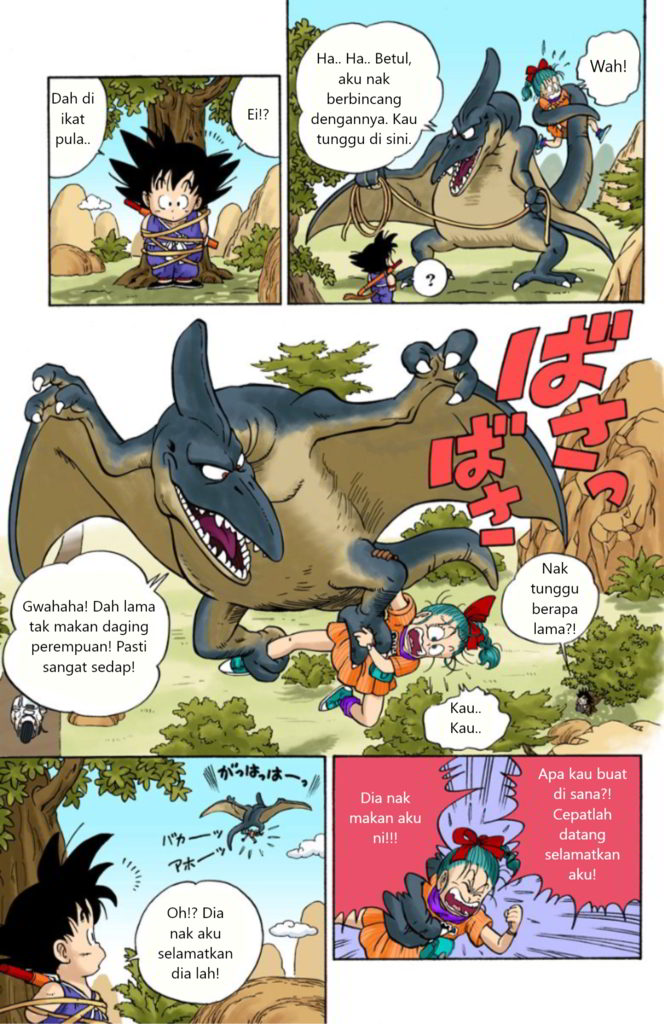 Ha.. Ha.. Betul,
aku nak
berbincang
dengannya. Kau
tunggu di sini.
Wah!
?
Ei!?
Dah di
ikat
pula..
ばさっ
ばさっ
Gwahaha! Dah lama
tak makan daging
perempuan! Pasti
sangat sedap!
Nak
tunggu
berapa
lama?!
Kau..
Kau..
Apa kau buat
di sana?!
Cepatlah
datang
selamatkan
aku!
Dia nak
makan aku
ni!!!
がっはっはーっ
バカーッ
アホーッ
Oh!? Dia
nak aku
selamatkan
dia lah!